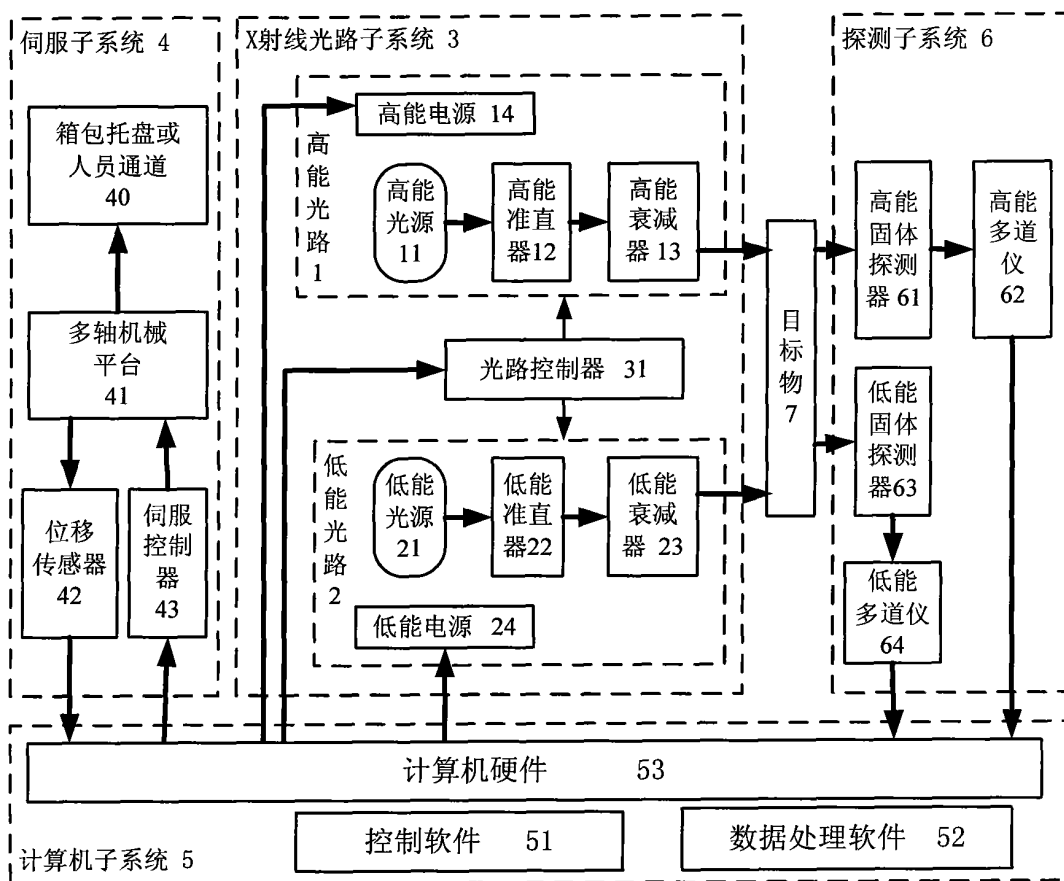 伺服子系统 4
箱包托盘或
人员通道
40
多轴机械
平台
41
位移
传感器
42
伺服
控制
器
43
X射线光路子系统 3
高能光路1
高能电源 14
高能
光源
11
高能
准直
器12
高能
衰减
器 13
光路控制器 31
低能光路2
低能
光源
21
低能
准直
器22
低能
衰减
器 23
低能电源 24
目标物7
探测子系统 6
高能
固体
探测
器 61
高能
多道
仪
62
低能
固体
探测
器63
低能
多道仪
64
计算机硬件 53
控制软件 51
数据处理软件 52
计算机子系统 5